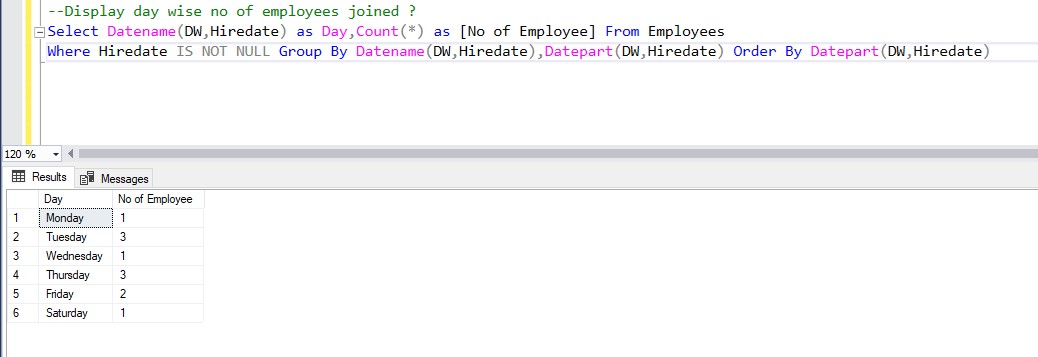 --Display day wise no of employees joined ?
Select Datename(DW,Hiredate) as Day,Count(*) as [No of Employee] From Employees
Where Hiredate IS NOT NULL Group By Datename(DW,Hiredate),Datepart(DW,Hiredate) Order By Datepart(DW,Hiredate)
120 %
Results Messages
Day No of Employee
1 Monday 1
2 Tuesday 3
3 Wednesday 1
4 Thursday 3
5 Friday 2
6 Saturday 1